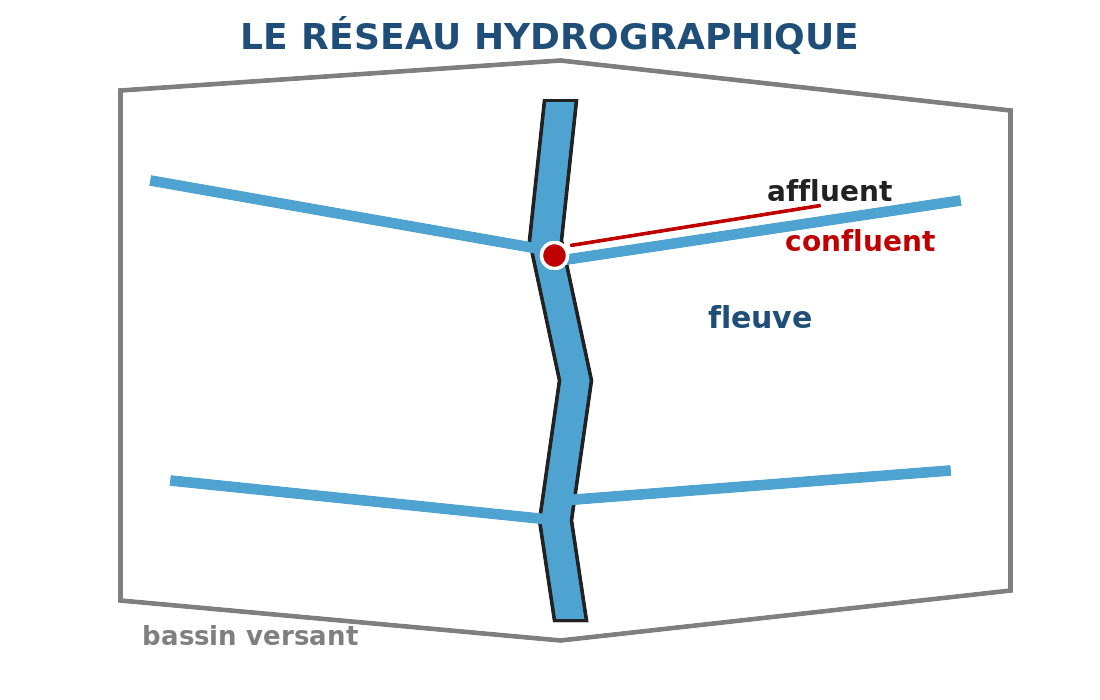 LE RÉSEAU HYDROGRAPHIQUE
affluent
confluent
fleuve
bassin versant